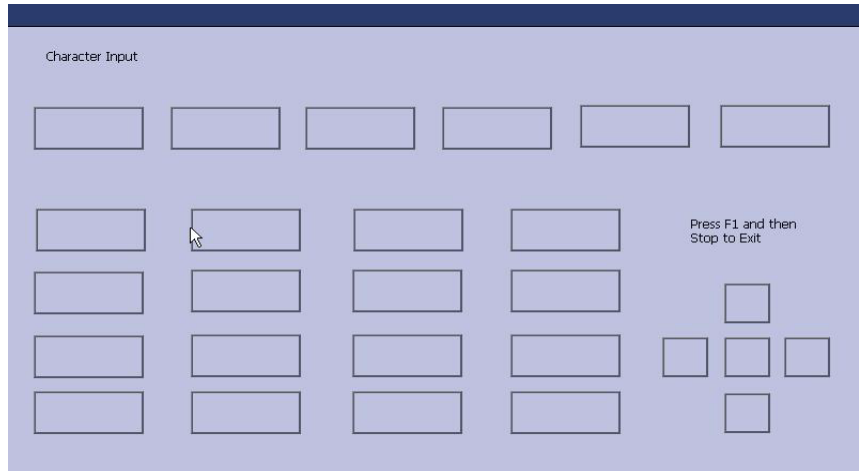 Character Input
Press F1 and then
Stop to Exit